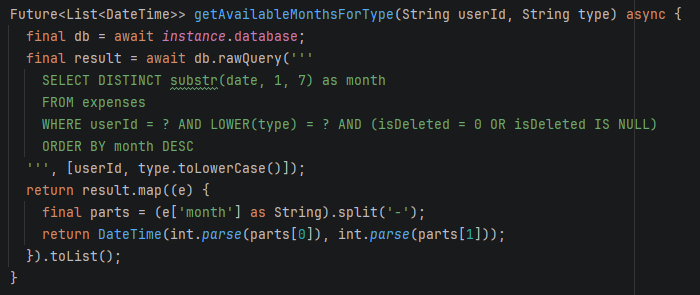 Future<List<DateTime>> getAvailableMonthsForType(String userId, String type) async {
  final db = await instance.database;
  final result = await db.rawQuery('''
    SELECT DISTINCT substr(date, 1, 7) as month
    FROM expenses
    WHERE userId = ? AND LOWER(type) = ? AND (isDeleted = 0 OR isDeleted IS NULL)
    ORDER BY month DESC
  ''', [userId, type.toLowerCase()]);
  return result.map((e) {
    final parts = (e['month'] as String).split('-');
    return DateTime(int.parse(parts[0]), int.parse(parts[1]));
  }).toList();
}